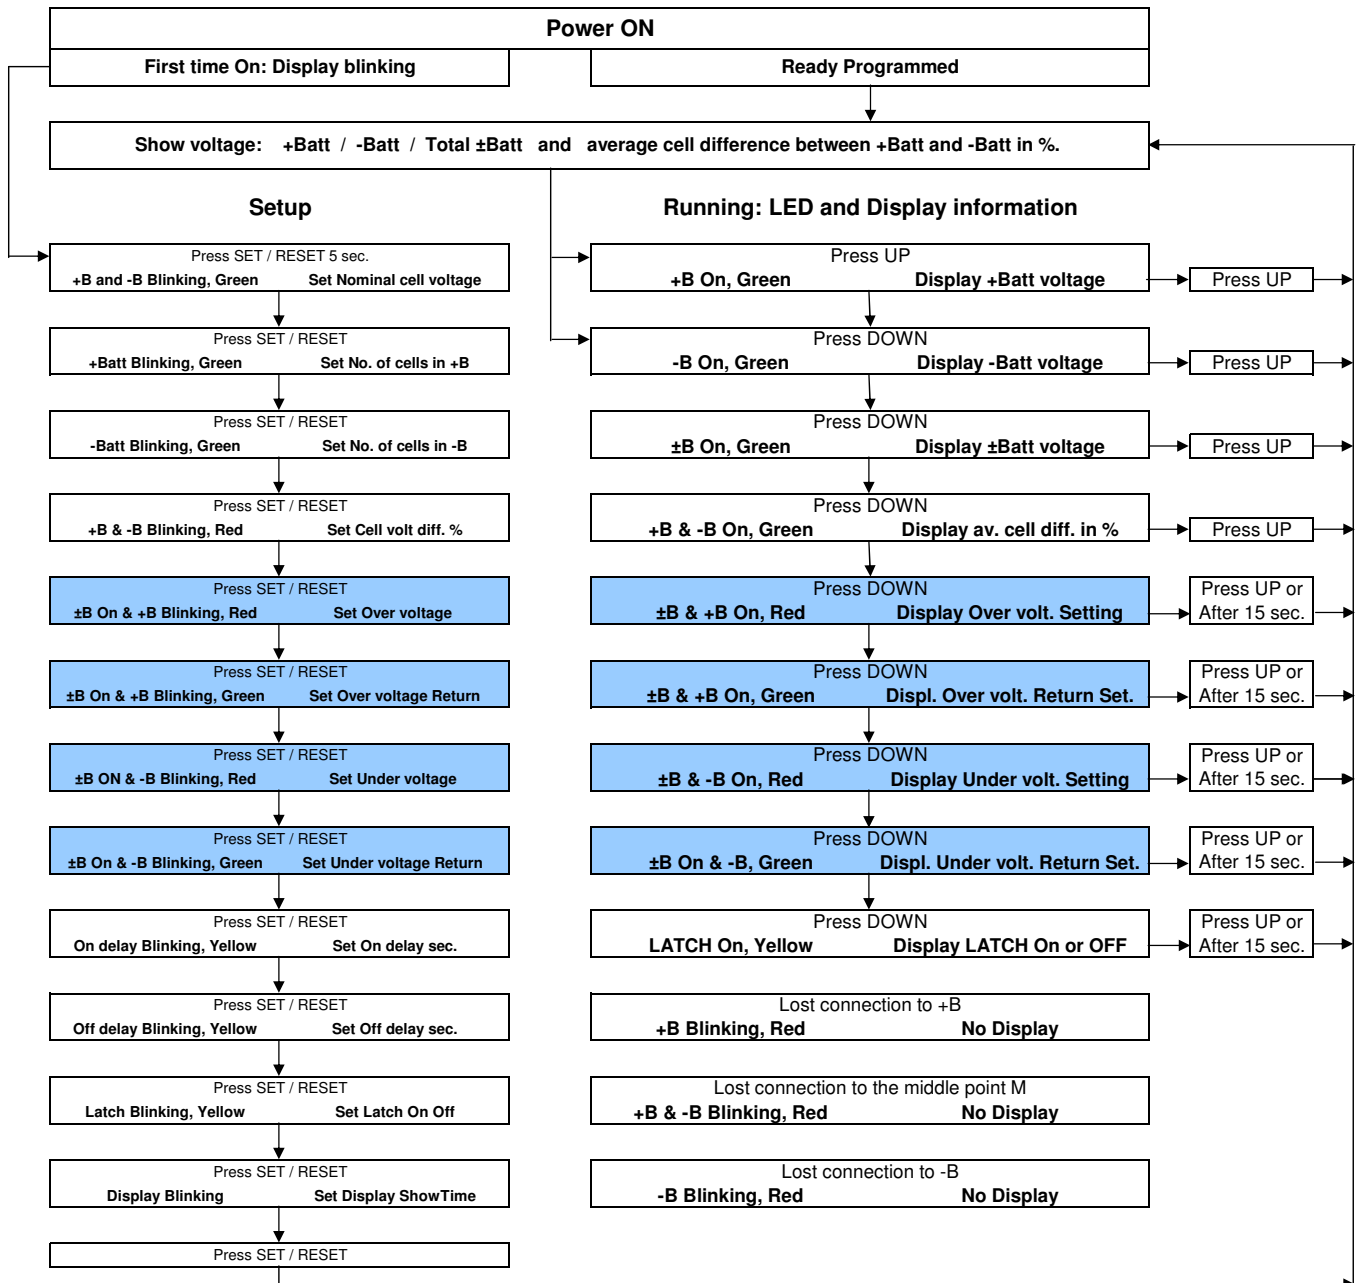 Power ON
First time On: Display blinking
Ready Programmed
Show voltage: +Batt / -Batt / Total ±Batt and average cell difference between +Batt and -Batt in %.
Setup
Running: LED and Display information
Press SET / RESET 5 sec.
+B and -B Blinking, Green Set Nominal cell voltage
Press UP
+B On, Green Display +Batt voltage
Press UP
Press SET / RESET
+Batt Blinking, Green Set No. of cells in +B
Press DOWN
-B On, Green Display -Batt voltage
Press UP
Press SET / RESET
-Batt Blinking, Green Set No. of cells in -B
Press DOWN
±B On, Green Display ±Batt voltage
Press UP
Press SET / RESET
+B & -B Blinking, Red Set Cell volt diff. %
Press DOWN
+B & -B On, Green Display av. cell diff. in %
Press UP
Press SET / RESET
±B On & +B Blinking, Red Set Over voltage
Press DOWN
±B & +B On, Red Display Over volt. Setting
Press UP or
After 15 sec.
Press SET / RESET
±B On & +B Blinking, Green Set Over voltage Return
Press DOWN
±B & +B On, Green Displ. Over volt. Return Set.
Press UP or
After 15 sec.
Press SET / RESET
±B ON & -B Blinking, Red Set Under voltage
Press DOWN
±B & -B On, Red Display Under volt. Setting
Press UP or
After 15 sec.
Press SET / RESET
±B On & -B Blinking, Green Set Under voltage Return
Press DOWN
±B On & -B, Green Displ. Under volt. Return Set.
Press UP or
After 15 sec.
Press SET / RESET
On delay Blinking, Yellow Set On delay sec.
Press DOWN
LATCH On, Yellow Display LATCH On or OFF
Press UP or
After 15 sec.
Press SET / RESET
Off delay Blinking, Yellow Set Off delay sec.
Lost connection to +B
+B Blinking, Red No Display
Press SET / RESET
Latch Blinking, Yellow Set Latch On Off
Lost connection to the middle point M
+B & -B Blinking, Red No Display
Press SET / RESET
Display Blinking Set Display ShowTime
Lost connection to -B
-B Blinking, Red No Display
Press SET / RESET